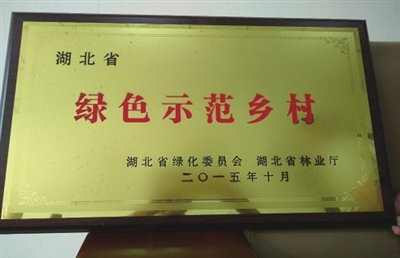 湖北省
绿色示范乡村
湖北省绿化委员会 湖北省林业厅
二〇一五年十月